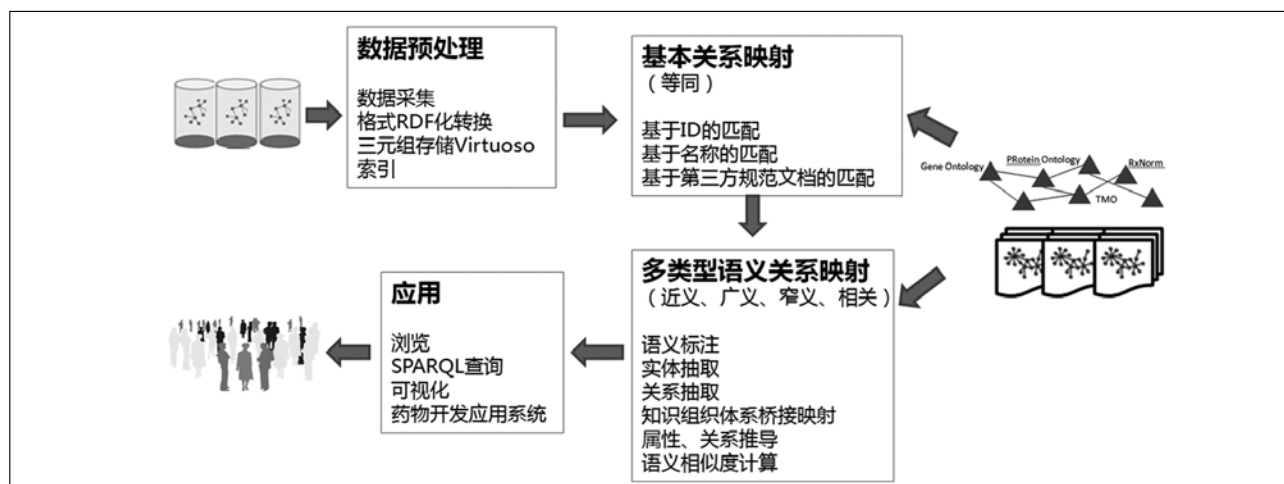 数据预处理
数据采集
格式RDF化转换
三元组存储Virtuoso
索引
基本关系映射
（等同）
基于ID的匹配
基于名称的匹配
基于第三方规范文档的匹配
Gene Ontology
PRotein Ontology
RxNorm
TMO
多类型语义关系映射
（近义、广义、窄义、相关）
语义标注
实体抽取
关系抽取
知识组织体系桥接映射
属性、关系推导
语义相似度计算
应用
浏览
SPARQL查询
可视化
药物开发应用系统